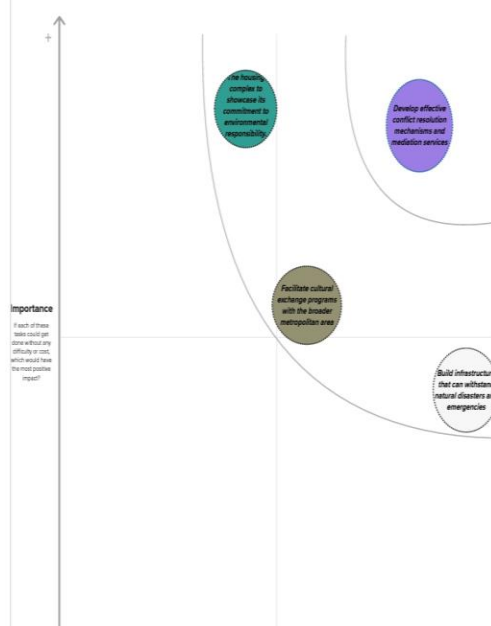 +
The housing
complex to
showcase its
commitment to
environmental
responsibility.
Develop effective
conflict resolution
mechanisms and
mediation services
Facilitate cultural
exchange programs
with the broader
metropolitan area
Importance
If each of these
tasks could get
done without any
difficulty or cost,
which would have
the most positive
impact?
Build infrastructure
that can withstand
natural disasters
emergencies